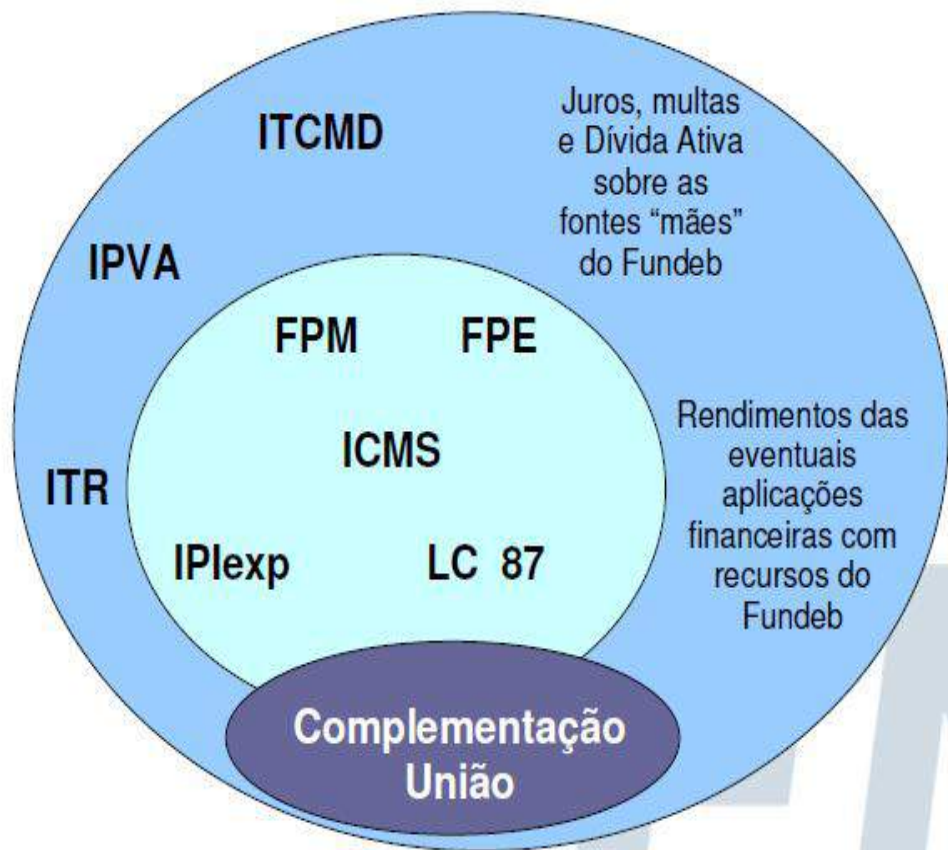 ITCMD
Juros, multas
e Dívida Ativa
sobre as
fontes “mães”
do Fundeb
IPVA
FPM
FPE
ICMS
ITR
IPIexp
LC 87
Rendimentos das
eventuais
aplicações
financeiras com
recursos do
Fundeb
Complementação
União